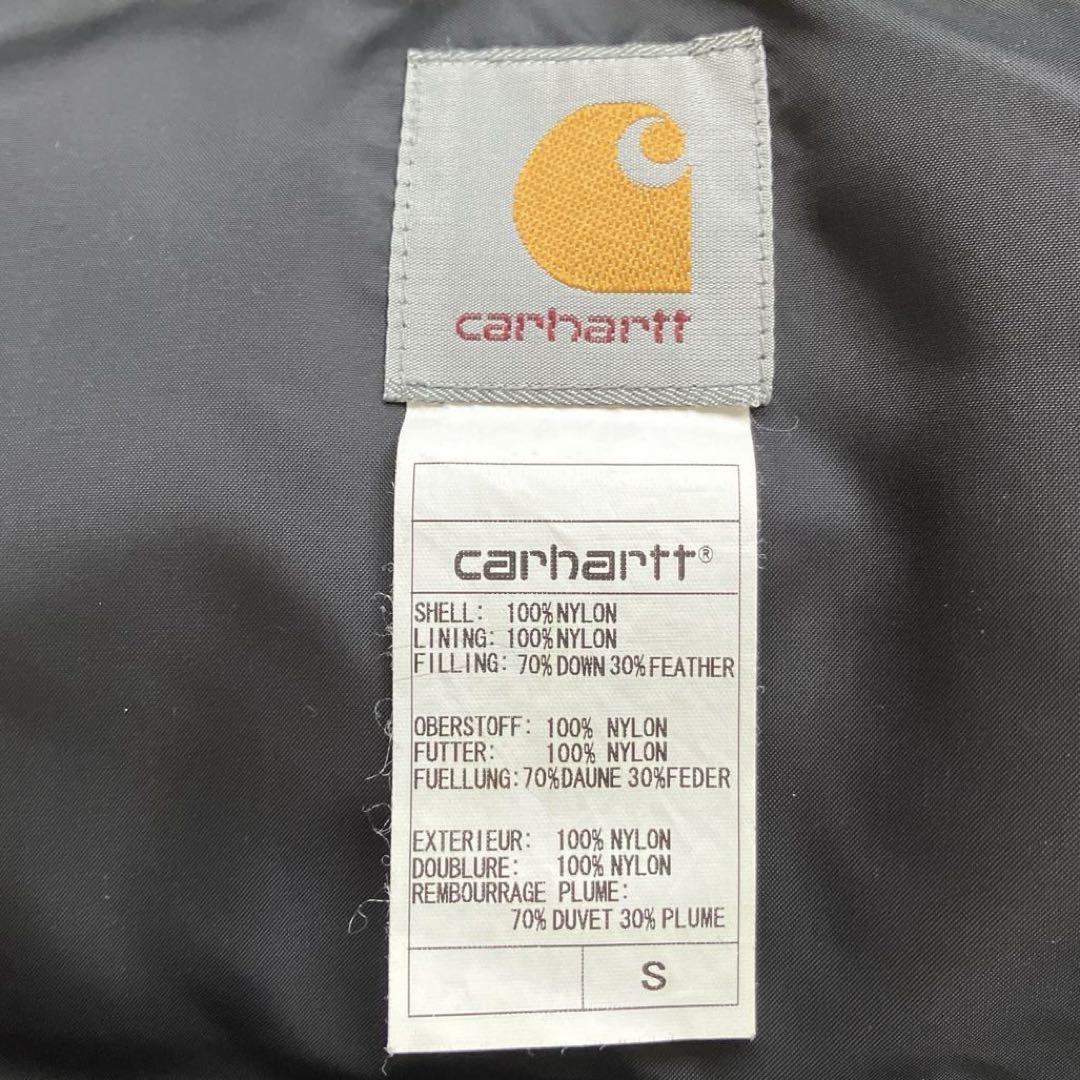 carhartt
carhartt®
SHELL: 100% NYLON
LINING: 100% NYLON
FILLING: 70% DOWN 30% FEATHER
OBERSTOFF: 100% NYLON
FUTTER: 100% NYLON
FUELLUNG: 70% DAUNE 30% FEDER
EXTERIEUR: 100% NYLON
DOUBLURE: 100% NYLON
REMBOURRAGE PLUME:
70% DUVET 30% PLUME
S